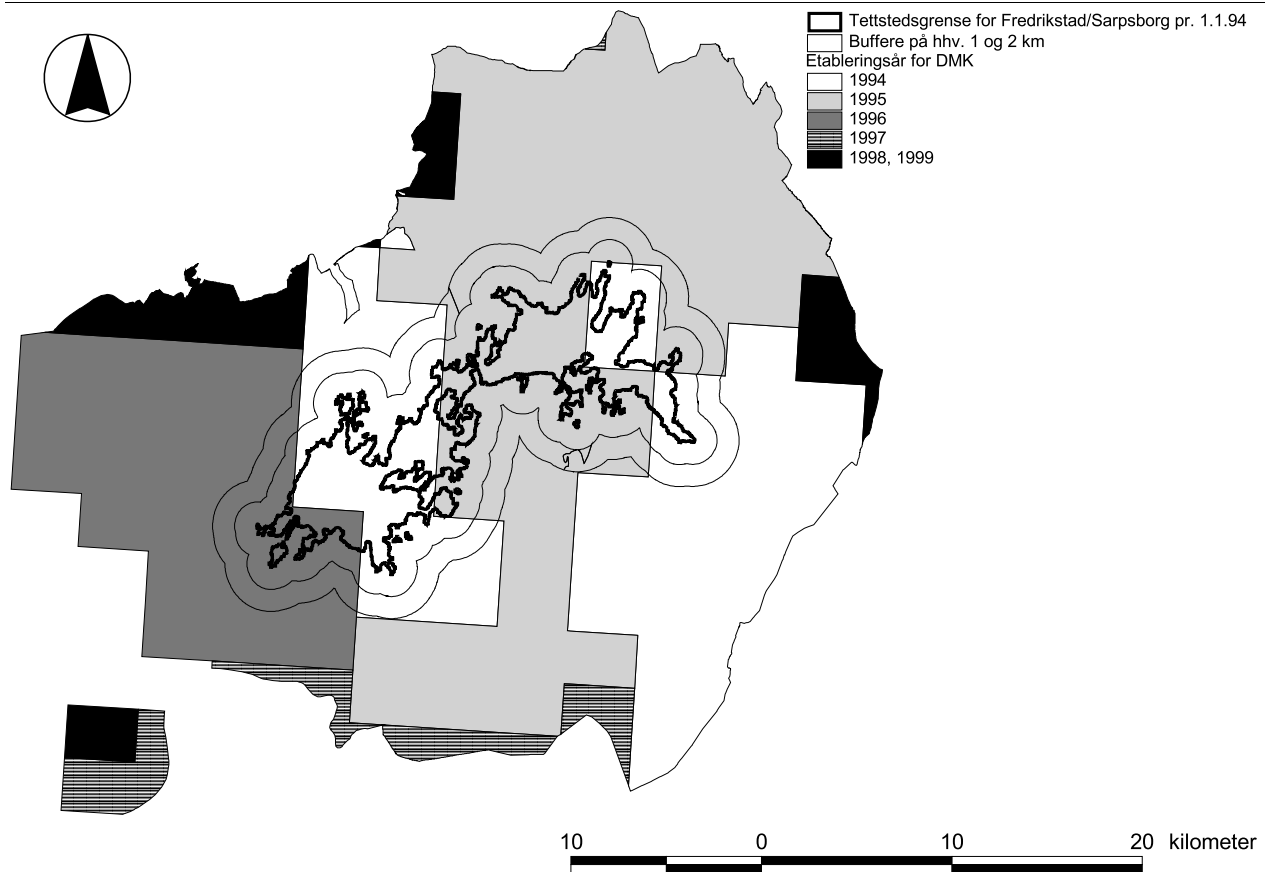 Tettstedsgrense for Fredrikstad/Sarpsborg pr. 1.1.94
Buffere på hhv. 1 og 2 km
Etableringsår for DMK
1994
1995
1996
1997
1998, 1999
10 0 10 20 kilometer